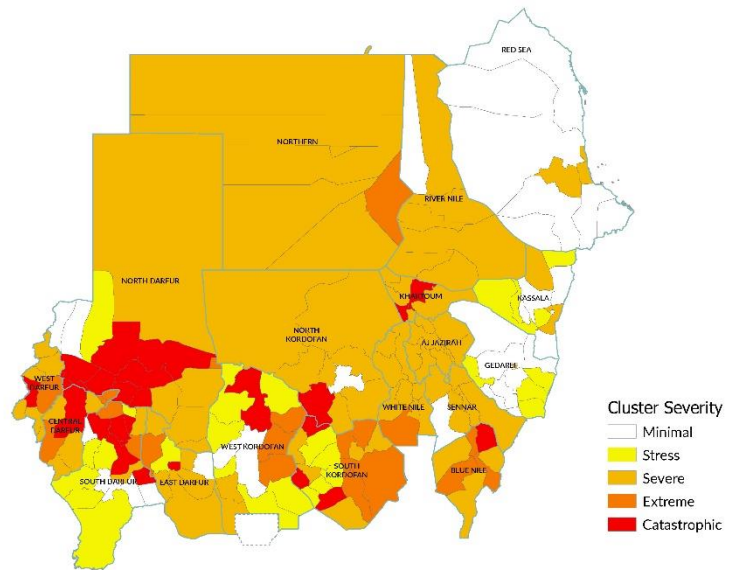 RED SEA
NORTHERN
RIVER NILE
NORTH DARFUR
KHARTOUM
KASSALA
NORTH
KORDOFAN
AJ JAZIRAH
GEDAREF
WEST
DARFUR
CENTRAL
DARFUR
WHITE NILE
SENNAR
WEST KORDOFAN
SOUTH
KORDOFAN
BLUE NILE
SOUTH DARFUR
EAST DARFUR
Cluster Severity
Minimal
Stress
Severe
Extreme
Catastrophic